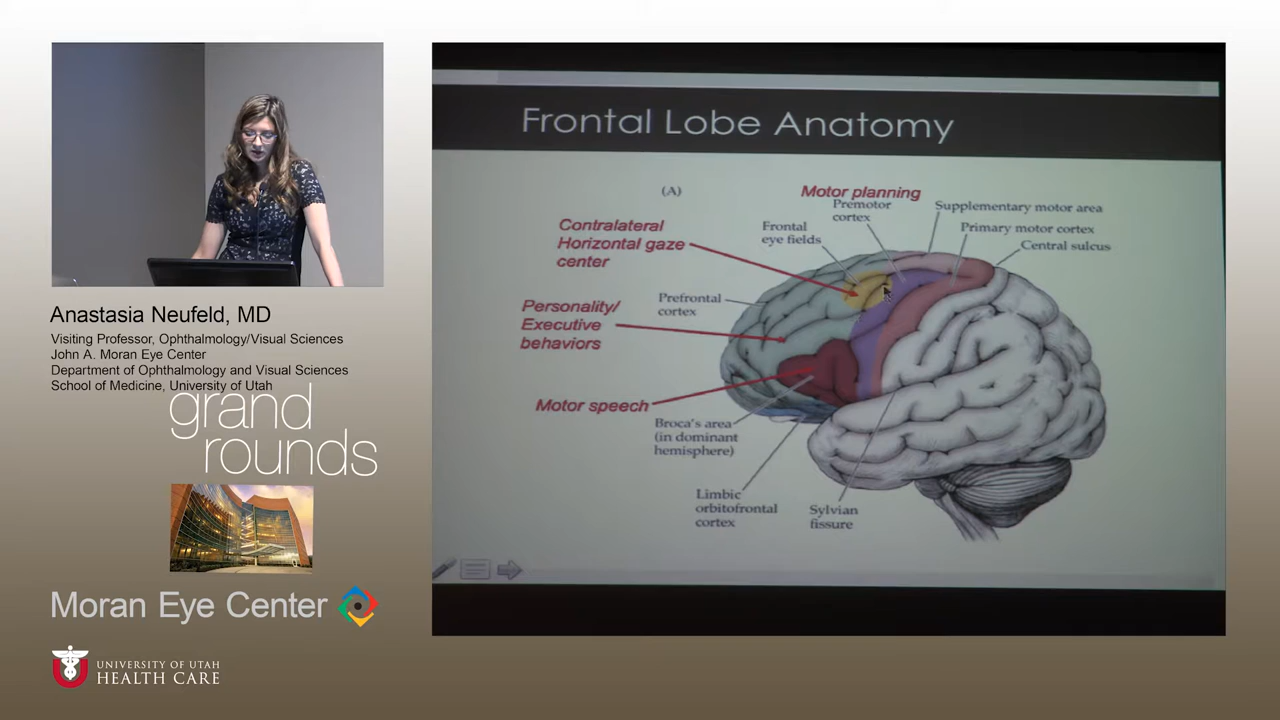 Anastasia Neufeld, MD
Visiting Professor, Ophthalmology/Visual Sciences
John A. Moran Eye Center
Department of Ophthalmology and Visual Sciences
School of Medicine, University of Utah
grand
rounds
Moran Eye Center
UNIVERSITY OF UTAH
HEALTH CARE
Frontal Lobe Anatomy
(A)
Motor planning
Premotor
cortex
Supplementary motor area
Primary motor cortex
Central sulcus
Frontal
eye fields
Contralateral
Horizontal gaze
center
Prefrontal
cortex
Personality/
Executive
behaviors
Motor speech
Broca's area
(in dominant
hemisphere)
Limbic
orbitofrontal
cortex
Sylvian
fissure